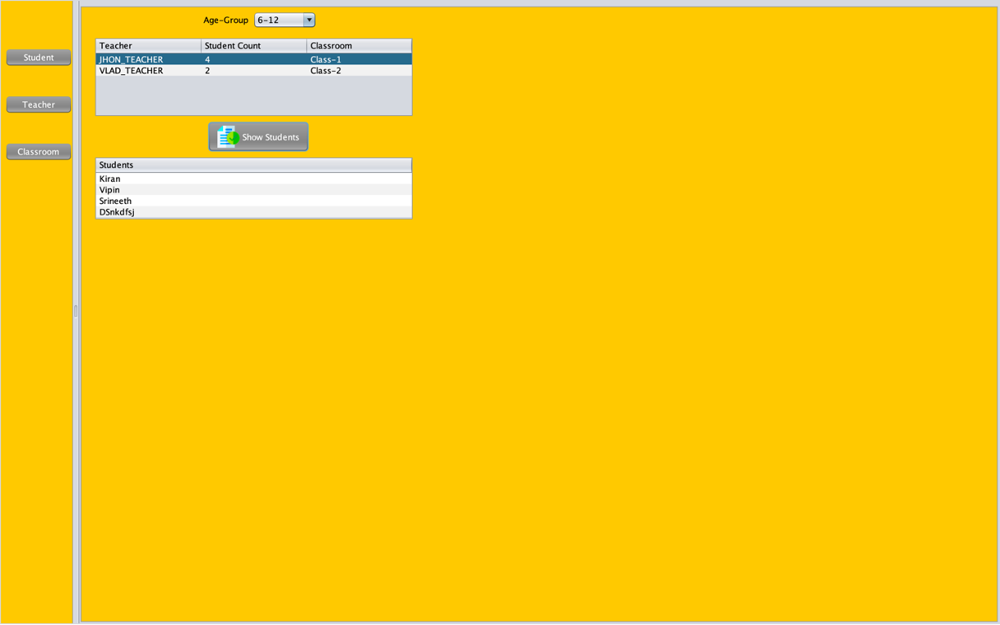 Age-Group 6-12
Teacher Student Count Classroom
Student
JHON_TEACHER 4 Class-1
VLAD_TEACHER 2 Class-2
Teacher
Show Students
Classroom
Students
Kiran
Vipin
Srineeth
DSnkdfsj